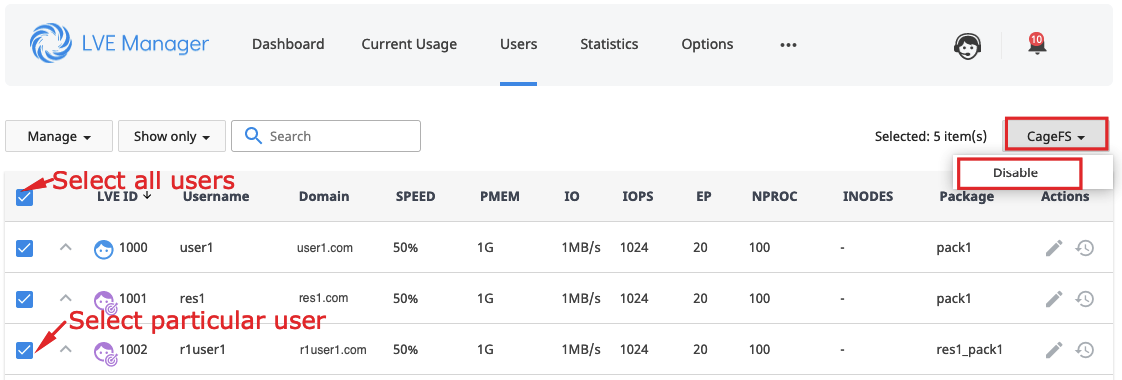 LVE Manager Dashboard Current Usage Users Statistics Options ••• 10
Manage Show only Search Selected: 5 item(s) CageFS
Disable
Select all users
LVE ID Username Domain SPEED PMEM IO IOPS EP NPROC INODES Package Actions
1000 user1 user1.com 50% 1G 1MB/s 1024 20 100 - pack1
1001 res1 res1.com 50% 1G 1MB/s 1024 20 100 - pack1
Select particular user
1002 r1user1 r1user1.com 50% 1G 1MB/s 1024 20 100 - res1_pack1